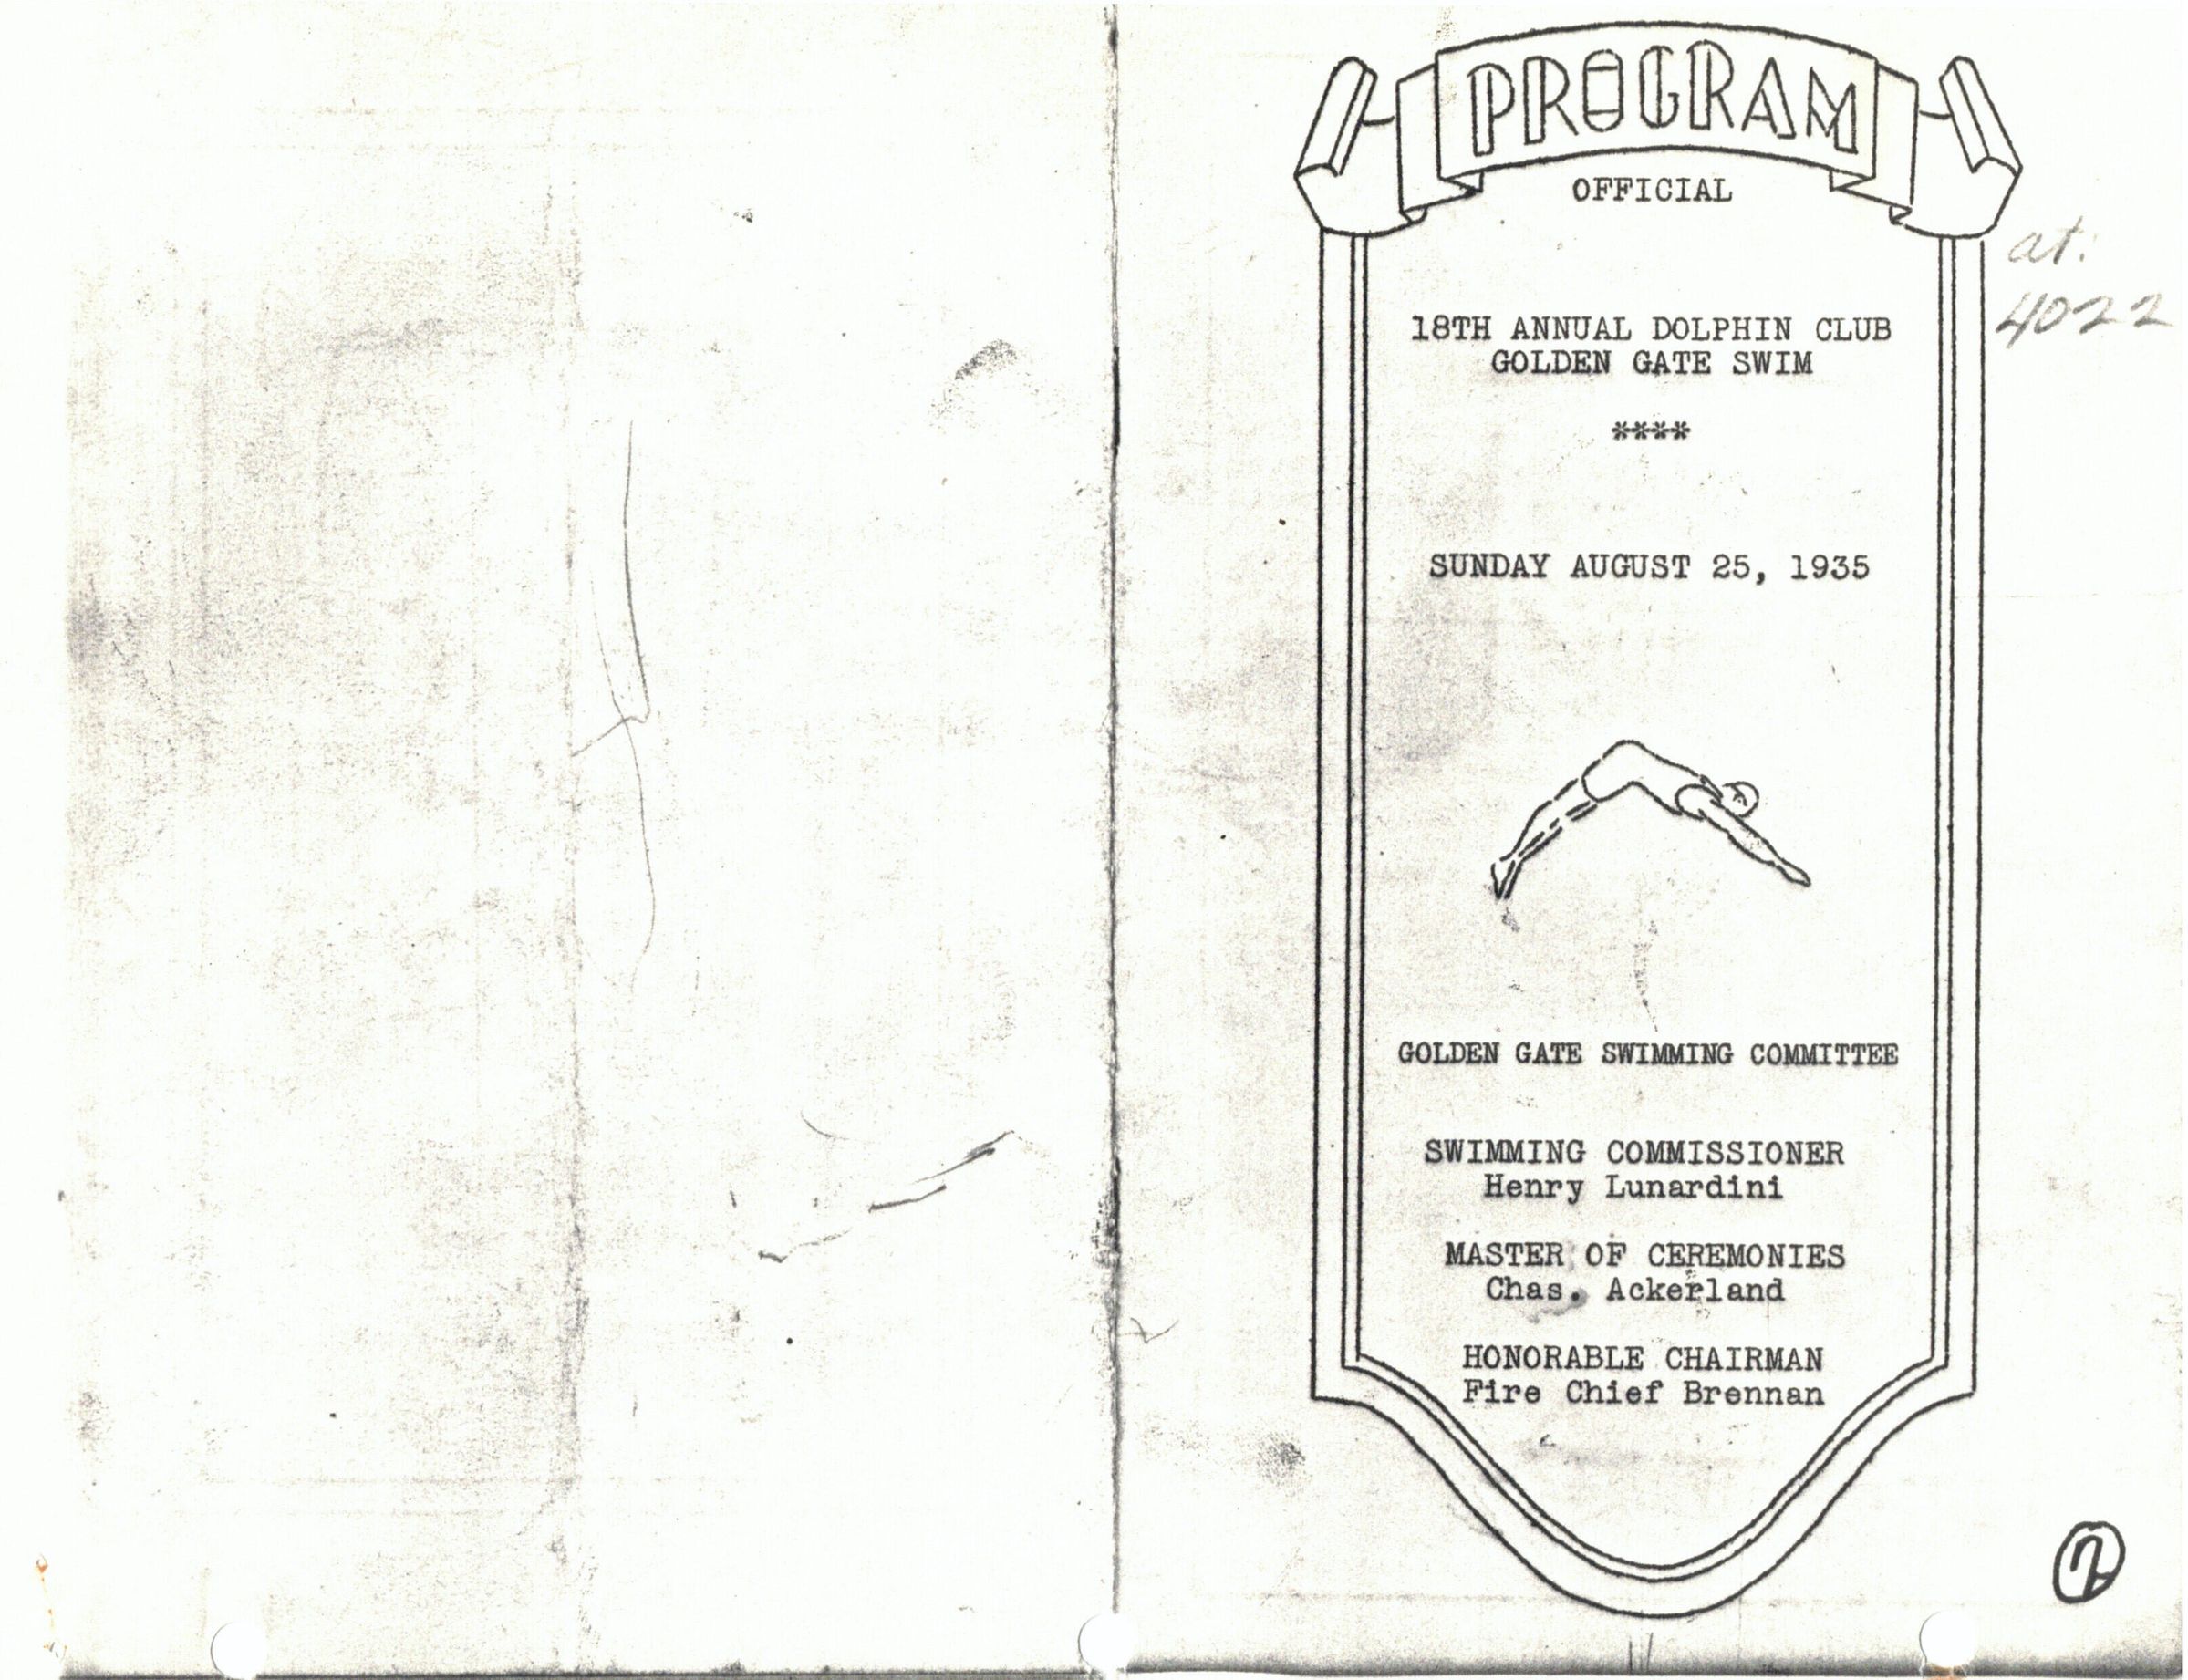 PROGRAM
OFFICIAL
at:
4022
18TH ANNUAL DOLPHIN CLUB
GOLDEN GATE SWIM
****
SUNDAY AUGUST 25, 1935
GOLDEN GATE SWIMMING COMMITTEE
SWIMMING COMMISSIONER
Henry Lunardini
MASTER OF CEREMONIES
Chas. Ackerland
HONORABLE CHAIRMAN
Fire Chief Brennan